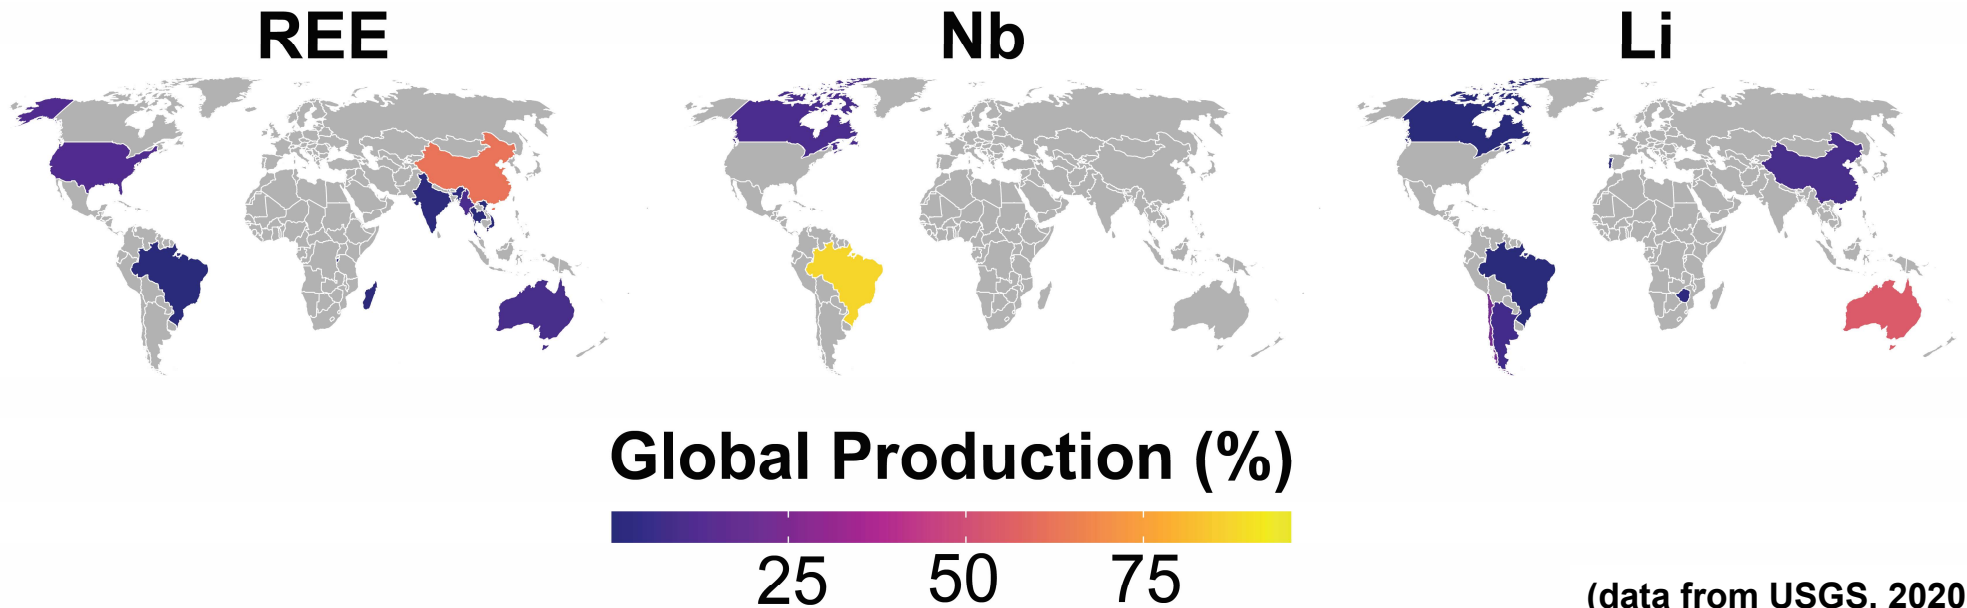 REE Nb Li
Global Production (%)
25 50 75
(data from USGS, 2020